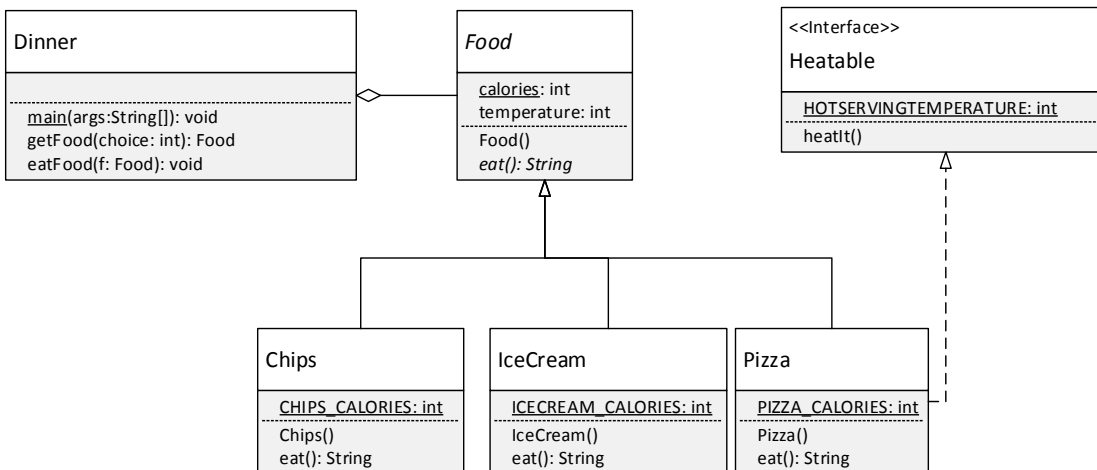 Dinner
main(args:String[]): void
getFood(choice: int): Food
eatFood(f: Food): void
Food
calories: int
temperature: int
Food()
eat(): String
<<Interface>>
Heatable
HOTSERVINGTEMPERATURE: int
heatIt()
Chips
CHIPS_CALORIES: int
Chips()
eat(): String
IceCream
ICECREAM_CALORIES: int
IceCream()
eat(): String
Pizza
PIZZA_CALORIES: int
Pizza()
eat(): String